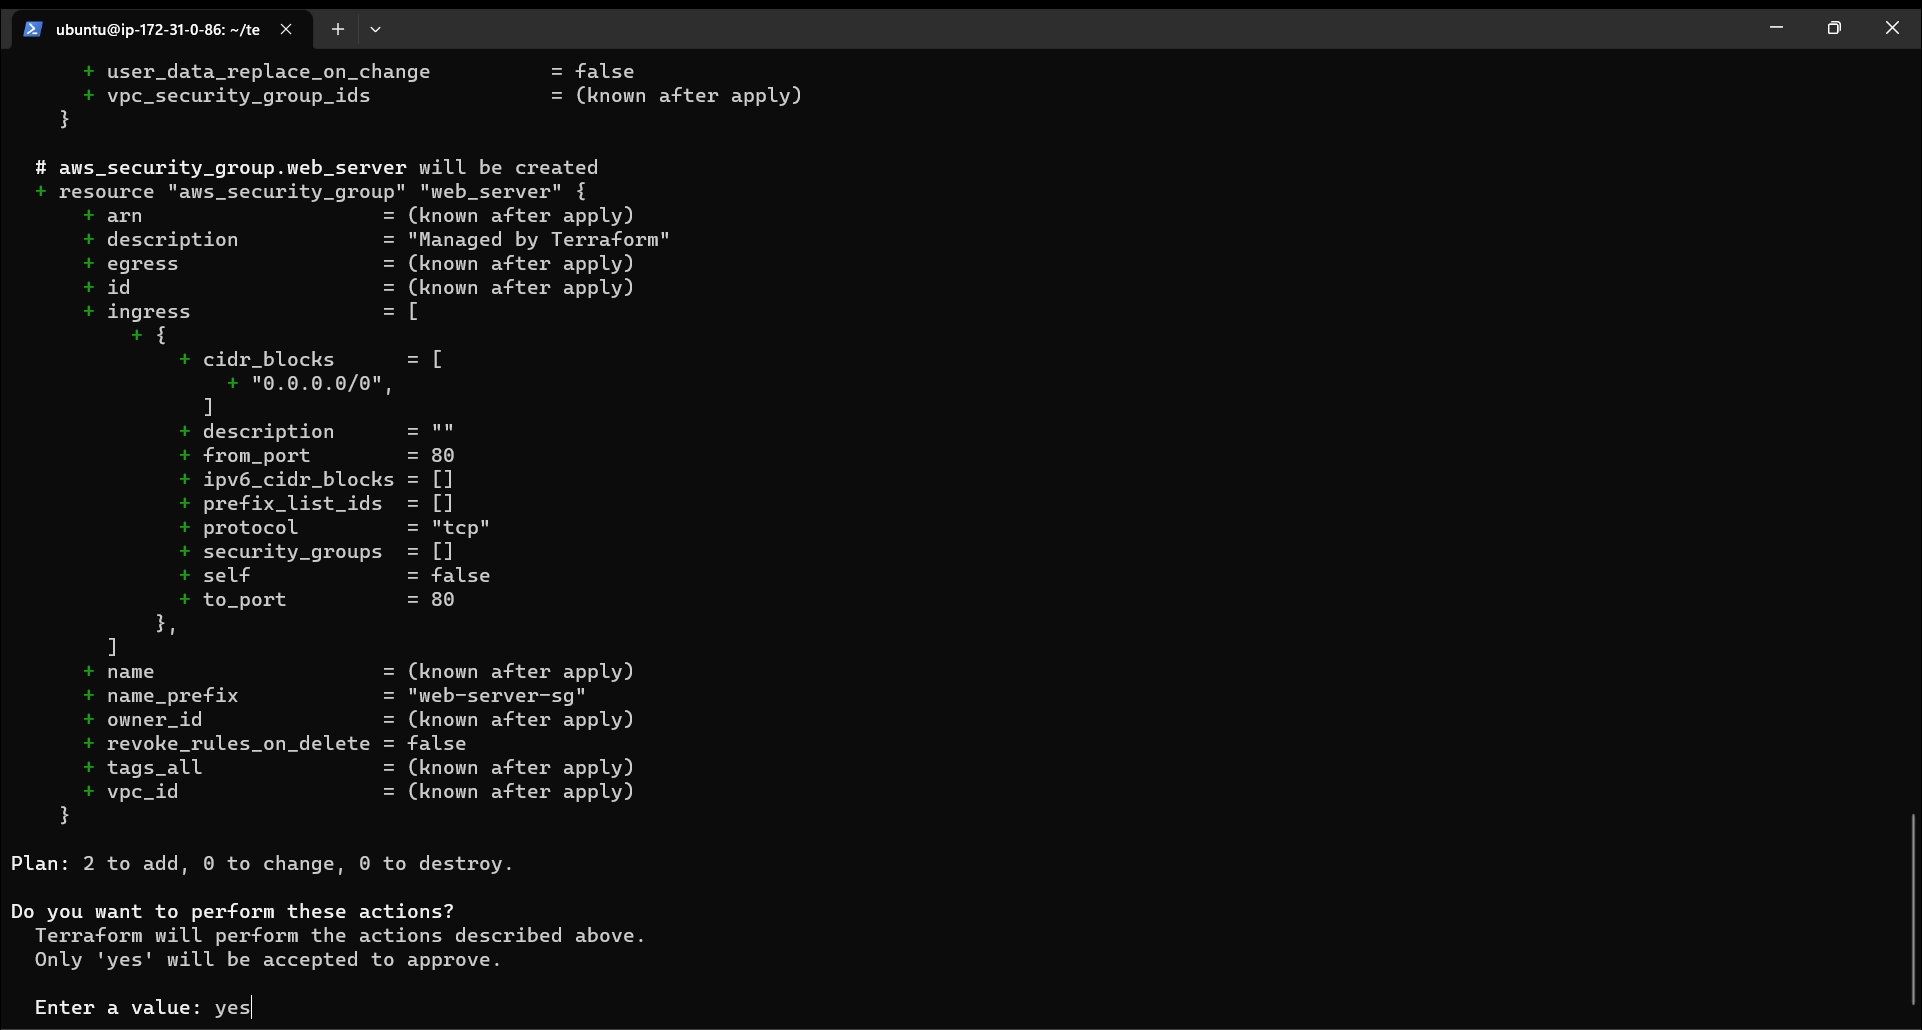 ubuntu@ip-172-31-0-86: ~/te
+ user_data_replace_on_change = false
+ vpc_security_group_ids = (known after apply)
}
# aws_security_group.web_server will be created
+ resource "aws_security_group" "web_server" {
+ arn = (known after apply)
+ description = "Managed by Terraform"
+ egress = (known after apply)
+ id = (known after apply)
+ ingress = [
+ {
+ cidr_blocks = [
+ "0.0.0.0/0",
]
+ description = ""
+ from_port = 80
+ ipv6_cidr_blocks = []
+ prefix_list_ids = []
+ protocol = "tcp"
+ security_groups = []
+ self = false
+ to_port = 80
},
]
+ name = (known after apply)
+ name_prefix = "web-server-sg"
+ owner_id = (known after apply)
+ revoke_rules_on_delete = false
+ tags_all = (known after apply)
+ vpc_id = (known after apply)
}
Plan: 2 to add, 0 to change, 0 to destroy.
Do you want to perform these actions?
Terraform will perform the actions described above.
Only 'yes' will be accepted to approve.
Enter a value: yes